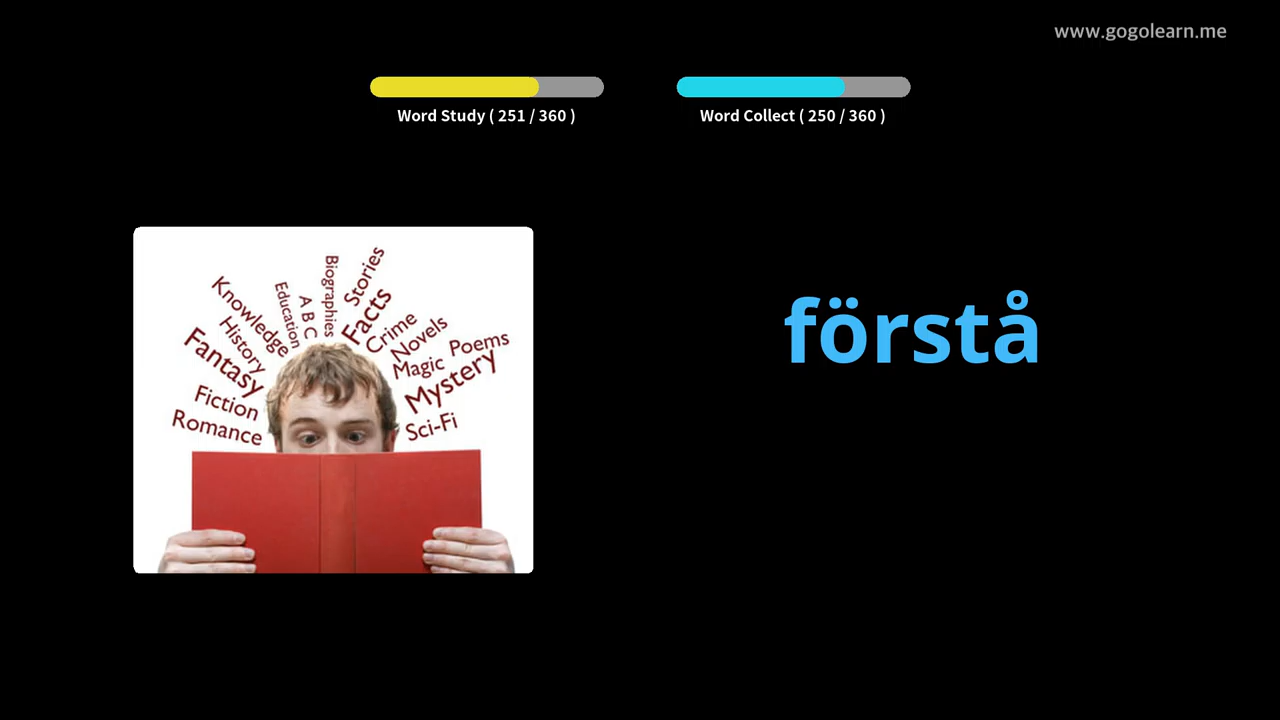 www.gogolearn.me
Word Study ( 251 / 360 )
Word Collect ( 250 / 360 )
Biographies
Stories
Knowledge
Education
A B C
Facts
Crime
History
Novels
Fantasy
Magic
Poems
Mystery
Fiction
Romance
Sci-Fi
förstå